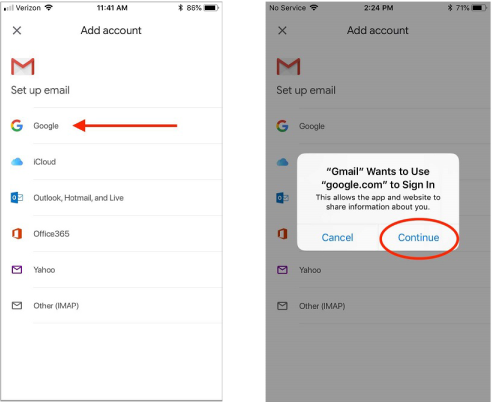 Verizon 11:41 AM 86%
Add account
Set up email
Google
iCloud
Outlook, Hotmail, and Live
Office365
Yahoo
Other (IMAP)
No Service 2:24 PM 71%
Add account
Set up email
Google
“Gmail” Wants to Use
“google.com” to Sign In
This allows the app and website to
share information about you.
Cancel Continue
Yahoo
Other (IMAP)